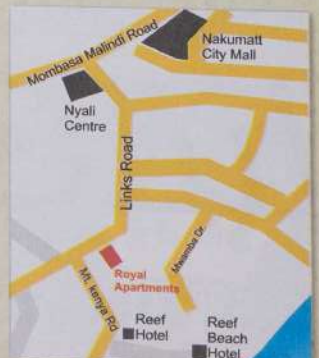 Nakumatt
City Mall
Mombasa Malindi Road
Nyali
Centre
Links Road
Mwamba Dr.
Royal
Apartments
Mt. kenya Rd
Reef
Hotel
Reef
Beach
Hotel